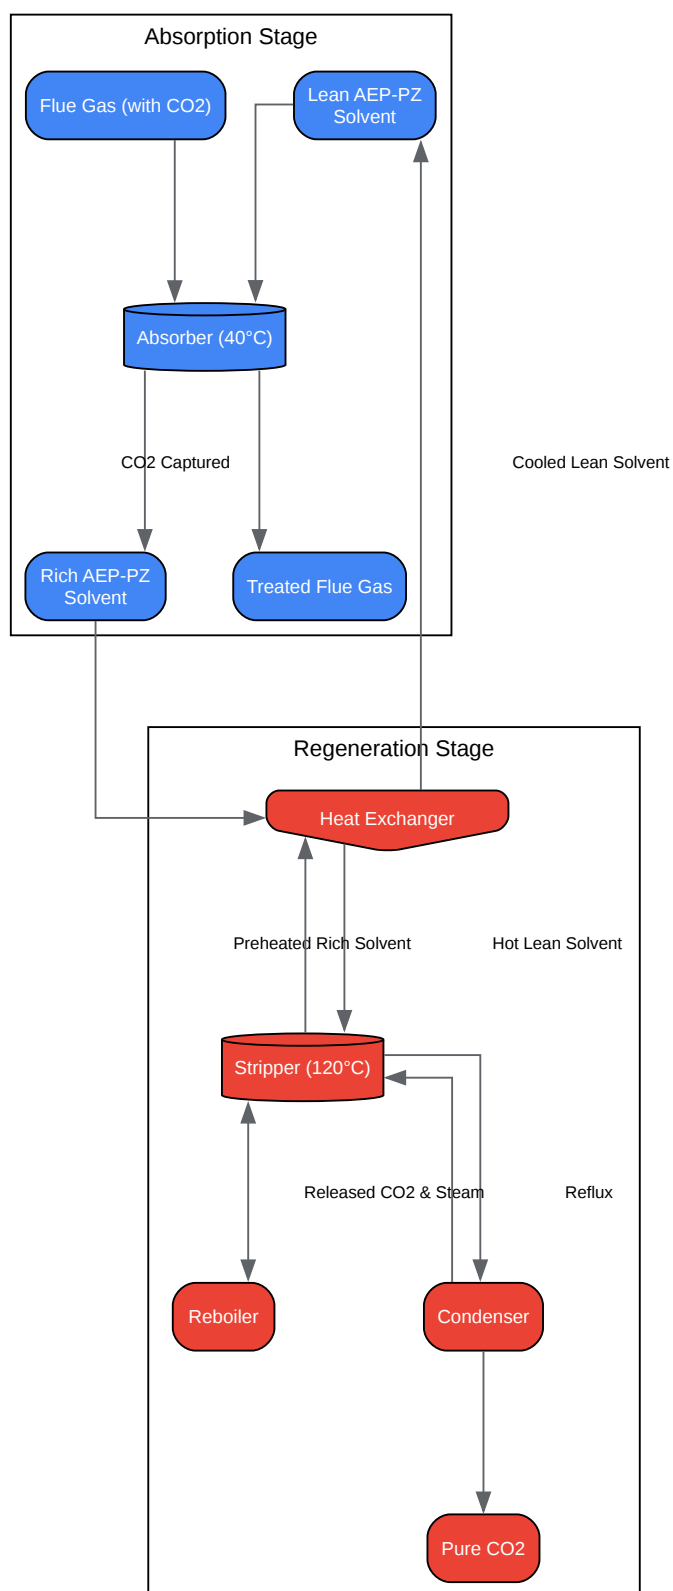 Absorption Stage
Flue Gas (with CO2)
Lean AEP-PZ
Solvent
Absorber (40°C)
CO2 Captured
Cooled Lean Solvent
Rich AEP-PZ
Solvent
Treated Flue Gas
Regeneration Stage
Heat Exchanger
Preheated Rich Solvent
Hot Lean Solvent
Stripper (120°C)
Released CO2 & Steam
Reflux
Reboiler
Condenser
Pure CO2